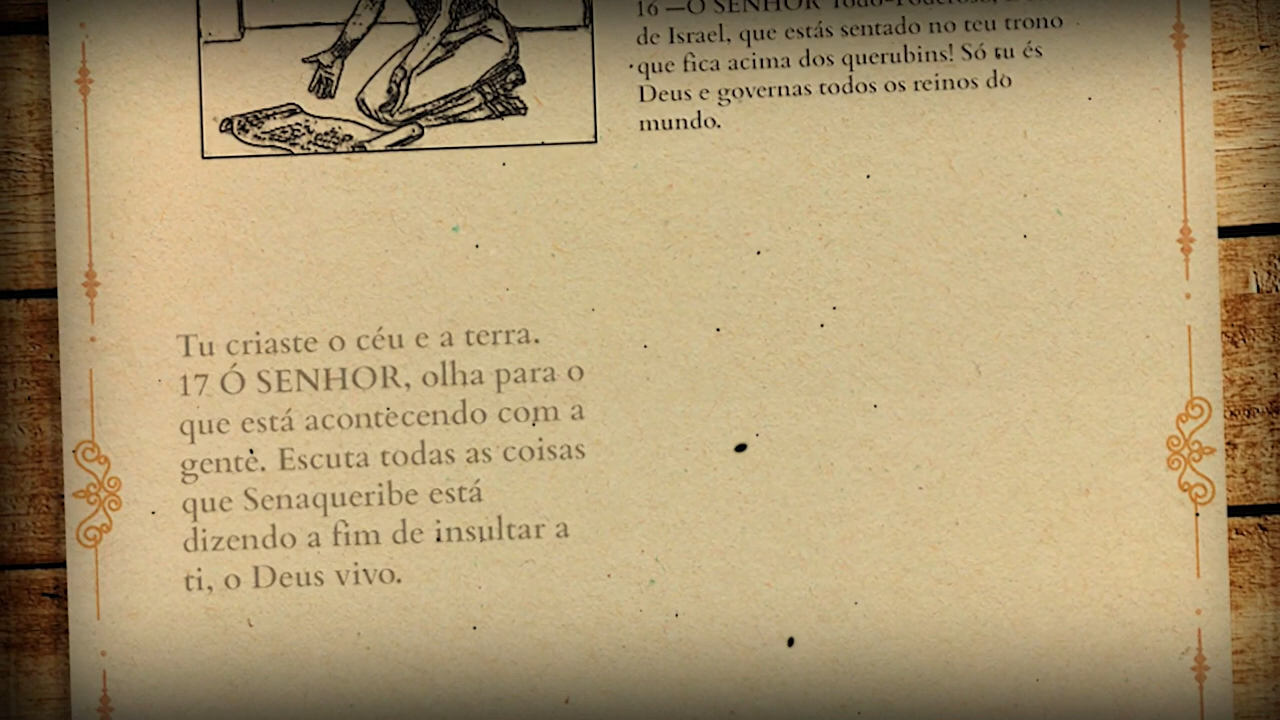 16 —Ó SENHOR Todo-Poderoso,
de Israel, que estás sentado no teu trono
que fica acima dos querubins! Só tu és
Deus e governas todos os reinos do
mundo.
Tu criaste o céu e a terra.
17 Ó SENHOR, olha para o
que está acontecendo com a
gente. Escuta todas as coisas
que Senaqueribe está
dizendo a fim de insultar a
ti, o Deus vivo.